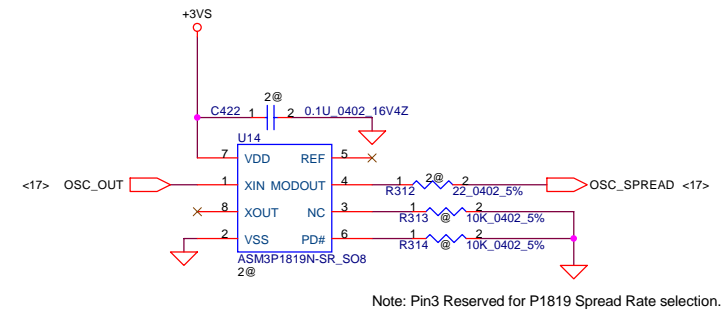 +3VS
2@
C422 1 2 0.1U_0402_16V4Z
U14
7 VDD REF 5
<17> OSC_OUT 1 XIN MODOUT 4 R312 1 2@ 2 22_0402_5% OSC_SPREAD <17>
8 XOUT NC 3 R313 1 @ 2 10K_0402_5%
2 VSS PD# 6 R314 1 @ 2 10K_0402_5%
ASM3P1819N-SR_SO8
2@
Note: Pin3 Reserved for P1819 Spread Rate selection.